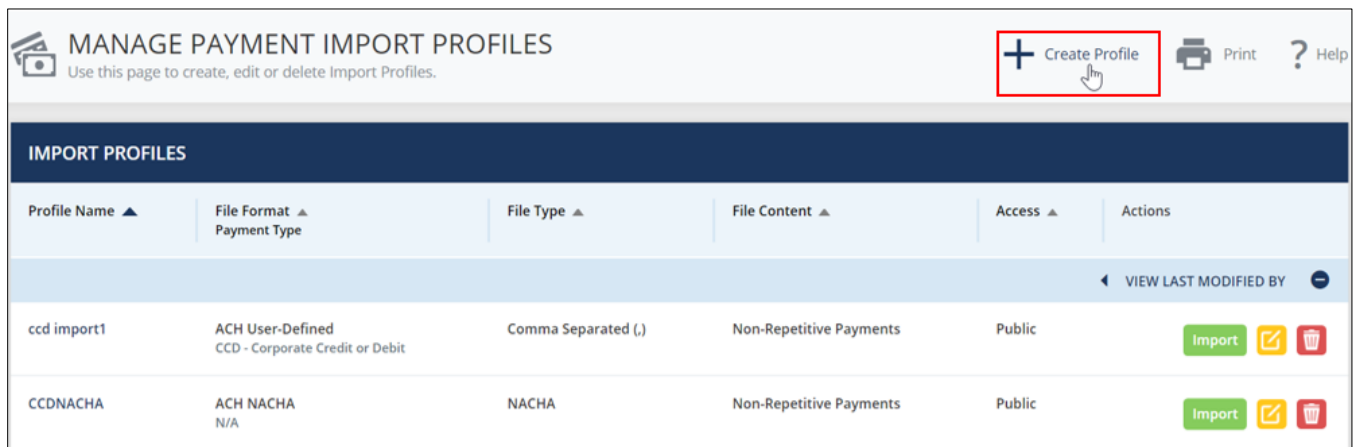 MANAGE PAYMENT IMPORT PROFILES
Use this page to create, edit or delete Import Profiles.
Create Profile
Print
? Help
IMPORT PROFILES
Profile Name
File Format
Payment Type
File Type
File Content
Access
Actions
VIEW LAST MODIFIED BY
ccd import1
ACH User-Defined
CCD - Corporate Credit or Debit
Comma Separated (,)
Non-Repetitive Payments
Public
Import
CCDNACHA
ACH NACHA
N/A
NACHA
Non-Repetitive Payments
Public
Import